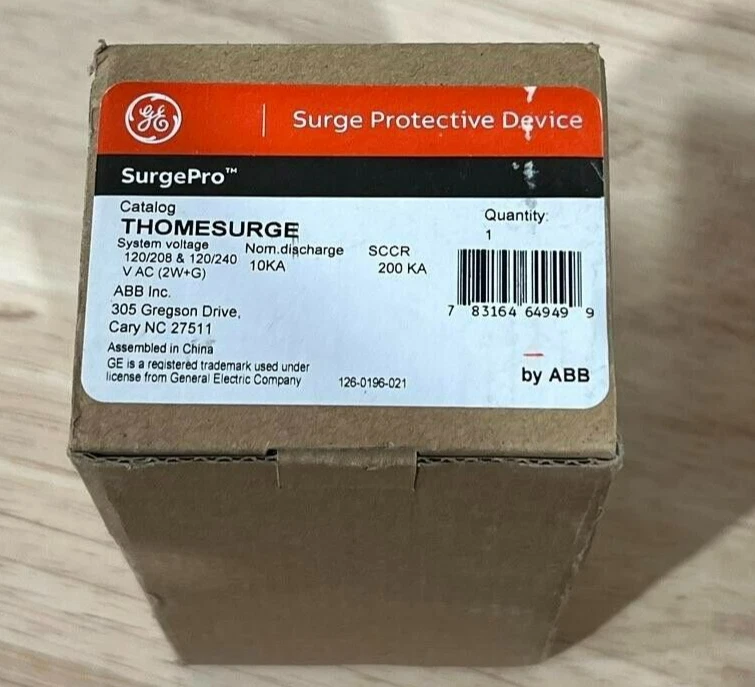 GE
Surge Protective Device
SurgePro™
Catalog
THOMESURGE
Quantity:
1
System voltage
120/208 & 120/240
V AC (2W+G)
Nom.discharge
10KA
SCCR
200 KA
7 83164 64949 9
ABB Inc.
305 Gregson Drive,
Cary NC 27511
Assembled in China
GE is a registered trademark used under
license from General Electric Company
126-0196-021
by ABB